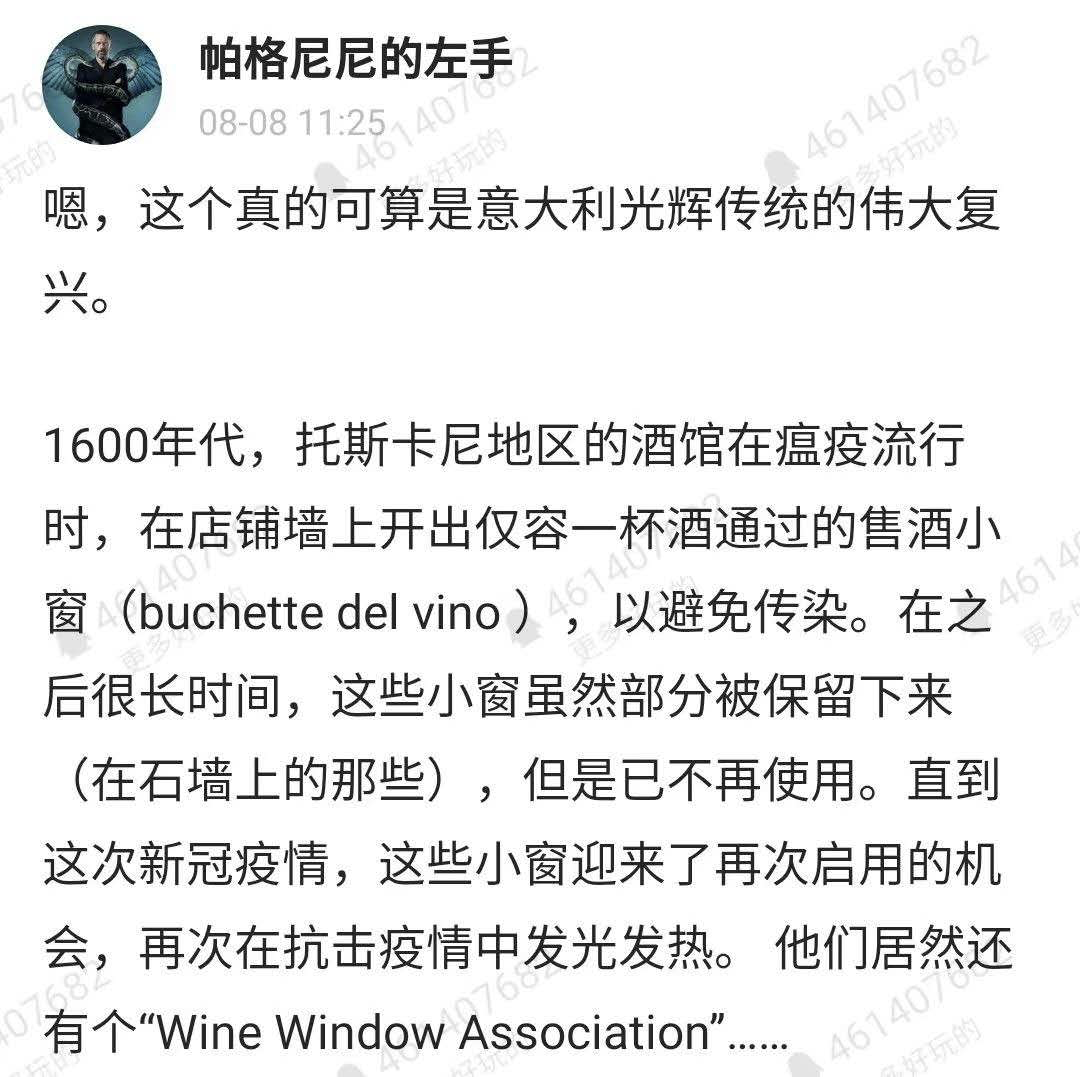 帕格尼尼的左手
08-08 11:25
嗯，这个真的可算是意大利光辉传统的伟大复
兴。
1600年代，托斯卡尼地区的酒馆在瘟疫流行
时，在店铺墙上开出仅容一杯酒通过的售酒小
窗（buchette del vino ），以避免传染。在之
后很长时间，这些小窗虽然部分被保留下来
（在石墙上的那些），但是已不再使用。直到
这次新冠疫情，这些小窗迎来了再次启用的机
会，再次在抗击疫情中发光发热。 他们居然还
有个“Wine Window Association”……
461407682
更多好玩的